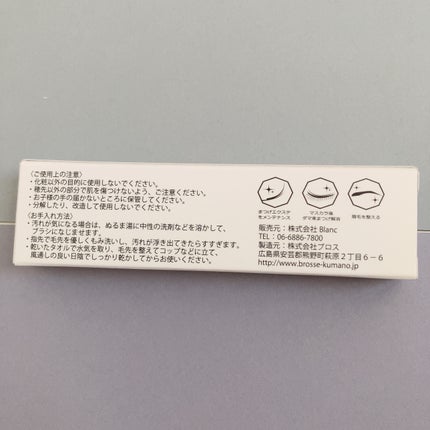 〈ご使用上の注意〉
・化粧以外の目的に使用しないでください。
・穂先以外の部分で肌を傷つけないよう、ご注意ください。
・お子様の手の届かないところに保管してください。
・分解したり、改造して使用しないでください。
〈お手入れ方法〉
・汚れが気になる場合は、ぬるま湯に中性の洗剤などを溶かして、
ブラシになじませます。
・指先で毛先を優しくもみ洗いし、汚れが浮き出てきたらすすぎます。
乾いたタオルで水気を取り、毛先を整えてコップなどに立て、
風通しの良い日陰でしっかり乾かしてからお使いください。
まつげエクステ
モメンテナンス
マスカラ後
ダマ/束まつげ解消
眉毛を整える
販売元:株式会社 Blanc
TEL:06-6886-7800
製造元:株式会社ブロス
広島県安芸郡熊野町萩原2丁目6-6
http://www.brosse-kumano.jp/